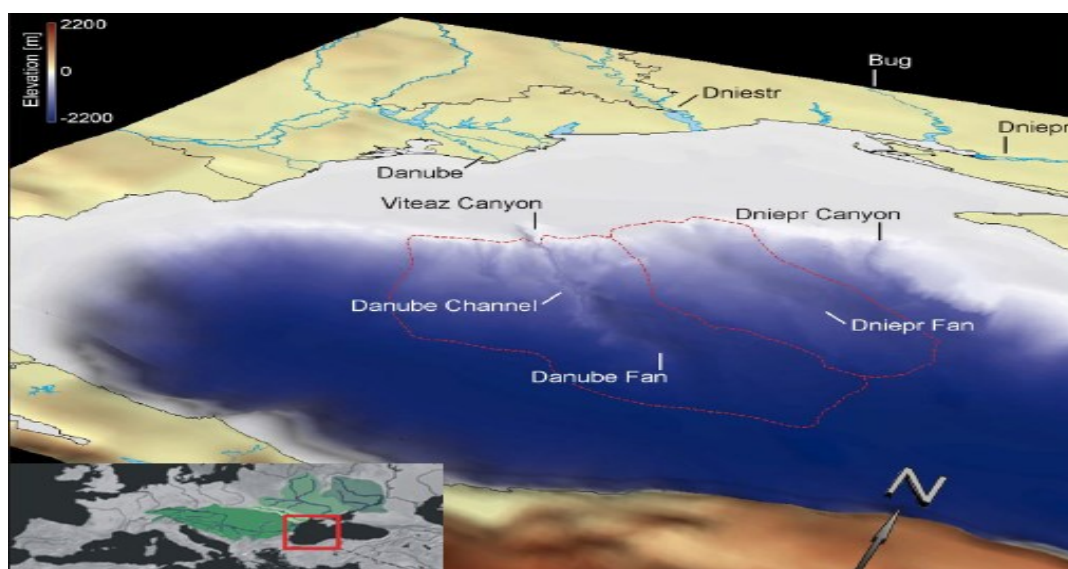 2200
Elevation [m]
0
-2200
Bug
Dniestr
Dniepr
Danube
Viteaz Canyon
Dniepr Canyon
Danube Channel
Dniepr Fan
Danube Fan
N